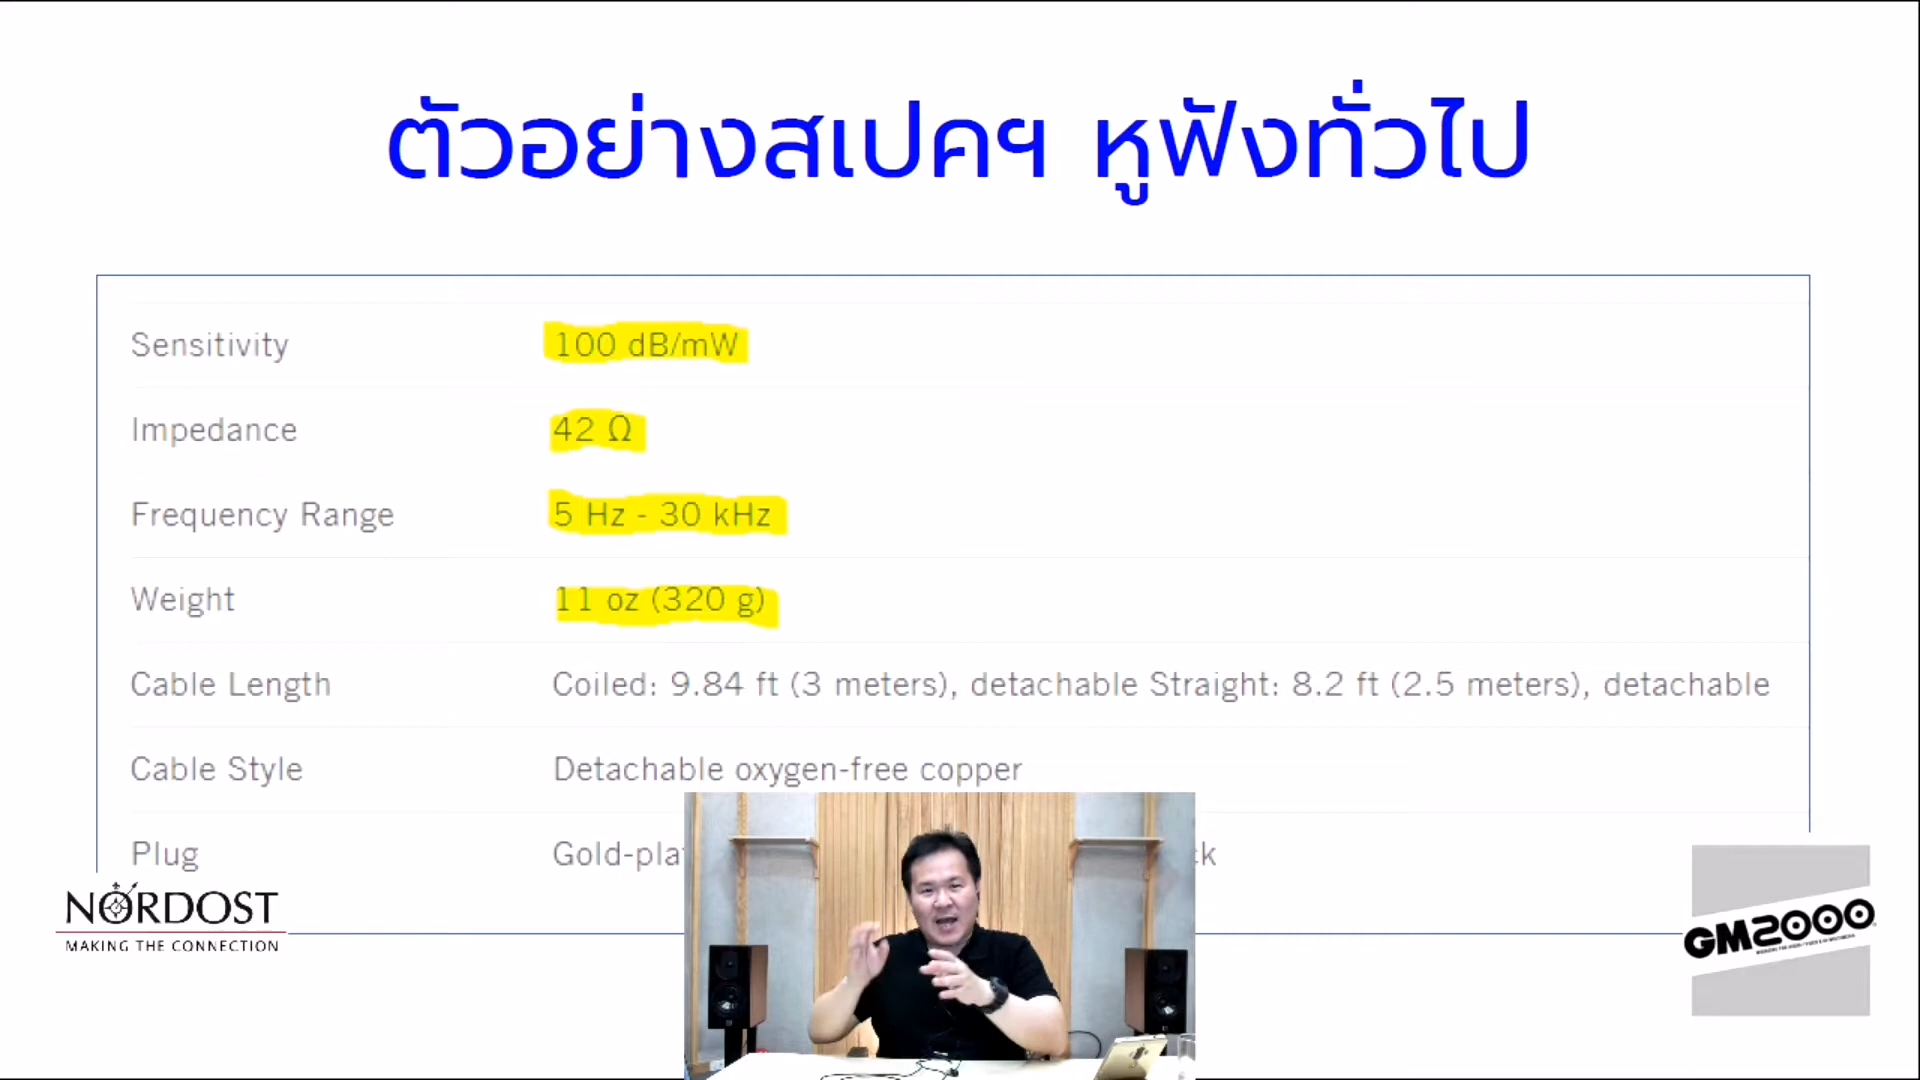 ตัวอย่างสเปคฯ หูฟังทั่วไป
Sensitivity 100 dB/mW
Impedance 42 Ω
Frequency Range 5 Hz - 30 kHz
Weight 11 oz (320 g)
Cable Length Coiled: 9.84 ft (3 meters), detachable Straight: 8.2 ft (2.5 meters), detachable
Cable Style Detachable oxygen-free copper
Plug
NORDOST
MAKING THE CONNECTION
GM2000